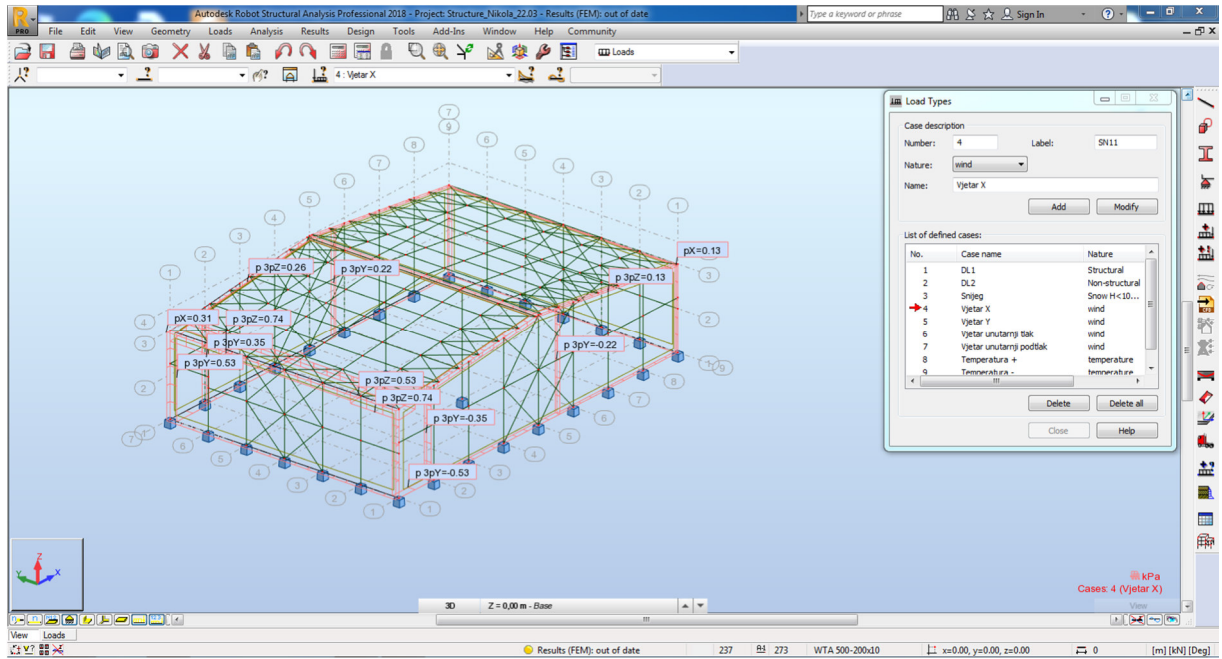 Autodesk Robot Structural Analysis Professional 2018 - Project: Structure_Nikola_22.03 - Results (FEM): out of date
Type a keyword or phrase
Sign In
PRO
File Edit View Geometry Loads Analysis Results Design Tools Add-Ins Window Help Community
Loads
4 : Vjetar X
Load Types
Case description
Number: 4 Label: SN11
Nature: wind
Name: Vjetar X
Add Modify
List of defined cases:
No. Case name Nature
1 DL1 Structural
2 DL2 Non-structural
3 Snijeg Snow H<10...
4 Vjetar X wind
5 Vjetar Y wind
6 Vjetar unutarnji tlak wind
7 Vjetar unutarnji podtlak wind
8 Temperatura + temperature
9 Temperatura - temperature
Delete Delete all
Close Help
pX=0.13
p 3pZ=0.26
p 3pY=0.22
p 3pZ=0.13
pX=0.31
p 3pZ=0.74
p 3pY=0.35
p 3pY=-0.22
p 3pY=0.53
p 3pZ=0.53
p 3pZ=0.74
p 3pY=-0.35
p 3pY=-0.53
Z
Y
X
kPa
Cases: 4 (Vjetar X)
3D Z = 0,00 m - Base
View
View Loads
Results (FEM): out of date 237 273 WTA 500-200x10 x=0.00, y=0.00, z=0.00 0 [m] [kN] [Deg]